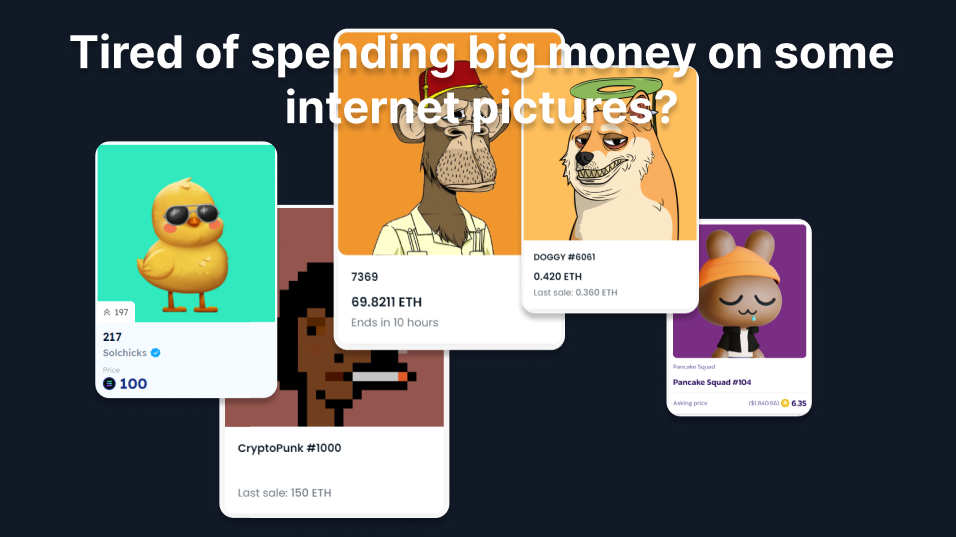 Tired of spending big money on some
internet pictures?
197
217
Solchicks
Price
100
CryptoPunk #1000
Last sale: 150 ETH
7369
69.8211 ETH
Ends in 10 hours
DOGGY #6061
0.420 ETH
Last sale: 0.360 ETH
Pancake Squad
Pancake Squad #104
Asking price ($1,840.66) 6.35